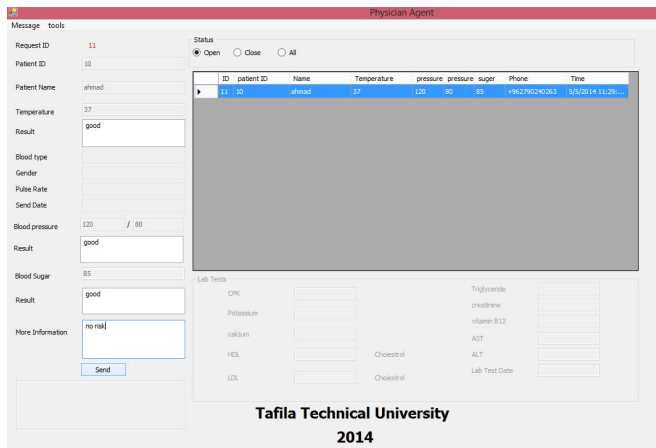 Physician Agent
Message tools
Request ID 11
Patient ID 10
Patient Name ahmad
Temperature 37
Result good
Blood type
Gender
Pulse Rate
Send Date
Blood pressure 120 / 80
Result good
Blood Sugar 85
Result good
More Information no risk
Send
Status
Open Close All
ID patient ID Name Temperature pressure pressure suger Phone Time
11 10 ahmad 37 120 80 85 +962790240263 5/5/2014 11:29:...
Lab Tests
CPK
Potassium
calcium
HDL Cholestrol
LDL Cholestrol
Triglyceride
creatinine
vitamin B12
AST
ALT
Lab Test Date
Tafila Technical University
2014